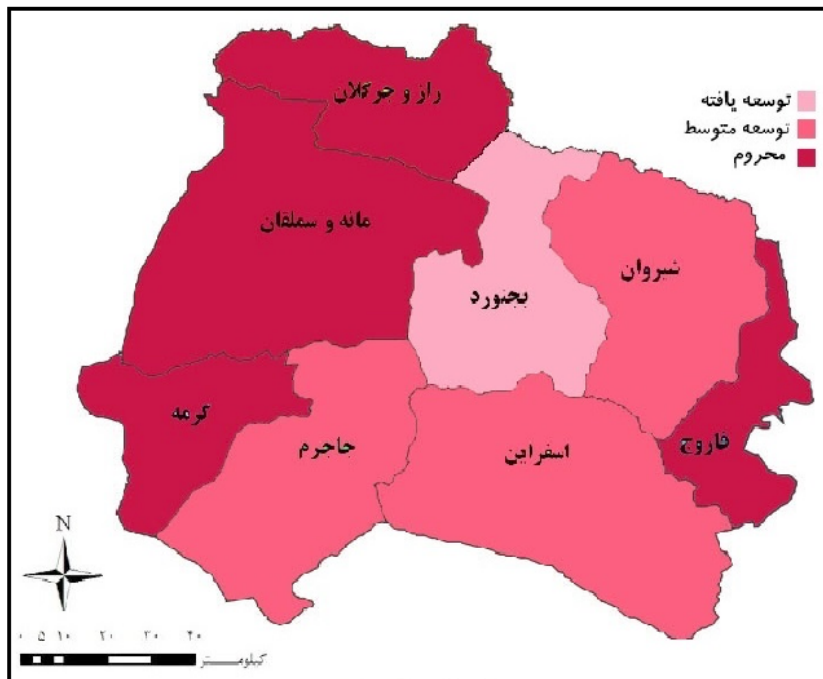 راز و جرگلان
توسعه یافته
توسعه متوسط
محروم
مانه و سملقان
شیروان
بجنورد
گرمه
جاجرم
اسفراین
فاروج
N
۰ ۵ ۱۰ ۲۰ ۳۰ ۴۰
کیلومــــتر